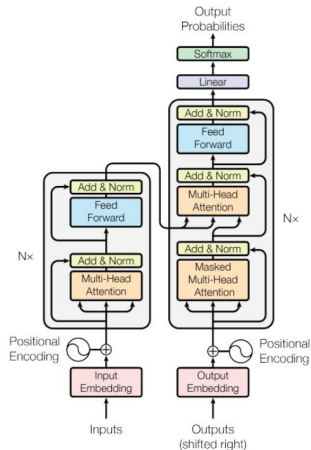 Output
Probabilities
Softmax
Linear
Add & Norm
Feed
Forward
Add & Norm
Multi-Head
Attention
Add & Norm
Masked
Multi-Head
Attention
N×
Add & Norm
Feed
Forward
N×
Add & Norm
Multi-Head
Attention
Positional
Encoding
Positional
Encoding
Input
Embedding
Output
Embedding
Inputs
Outputs
(shifted right)